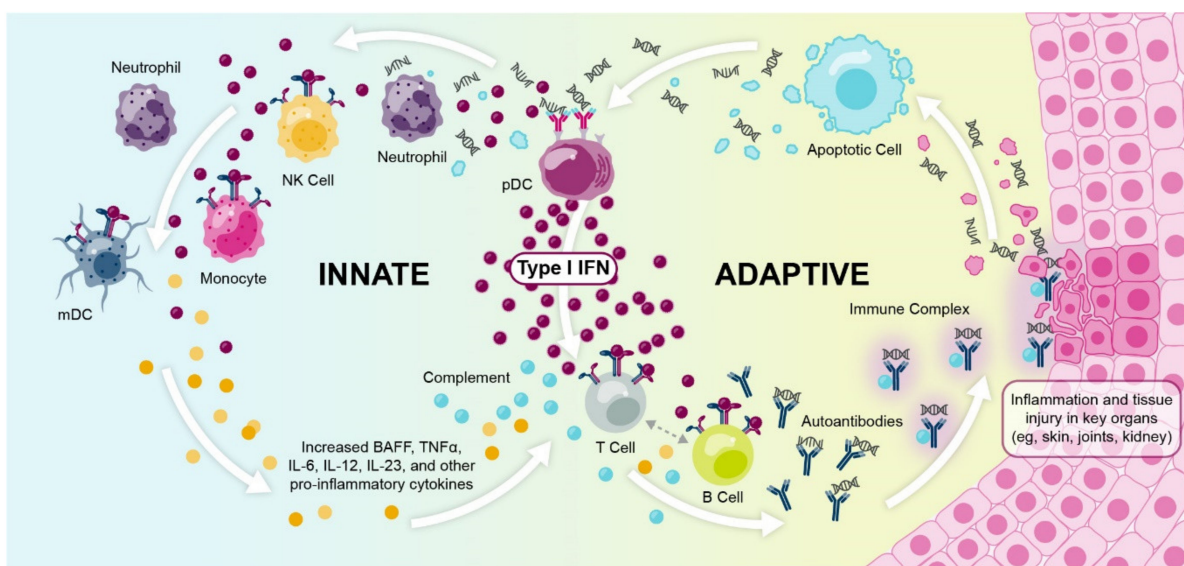 Neutrophil
NK Cell
Neutrophil
pDC
Apoptotic Cell
mDC
Monocyte
INNATE
Type I IFN
ADAPTIVE
Immune Complex
Complement
Increased BAFF, TNFα,
IL-6, IL-12, IL-23, and other
pro-inflammatory cytokines
T Cell
B Cell
Autoantibodies
Inflammation and tissue
injury in key organs
(eg, skin, joints, kidney)